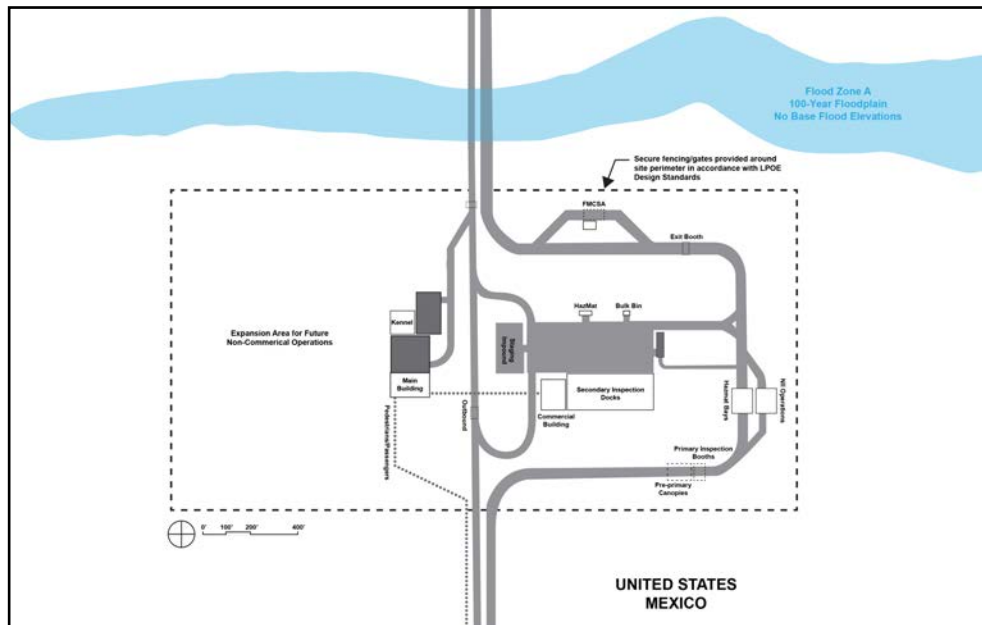 Flood Zone A
100-Year Floodplain
No Base Flood Elevations
Secure fencing/gates provided around
site perimeter in accordance with LPOE
Design Standards
FMCSA
Exit Booth
HazMat
Bulk Bin
Kennel
Expansion Area for Future
Non-Commerical Operations
Staging
Impound
Main
Building
Secondary Inspection
Docks
Commercial
Building
Outbound
Pedestrians/Passengers
Hazmat Bays
NII Operations
Primary Inspection
Booths
Pre-primary
Canopies
0' 100' 200' 400'
UNITED STATES
MEXICO